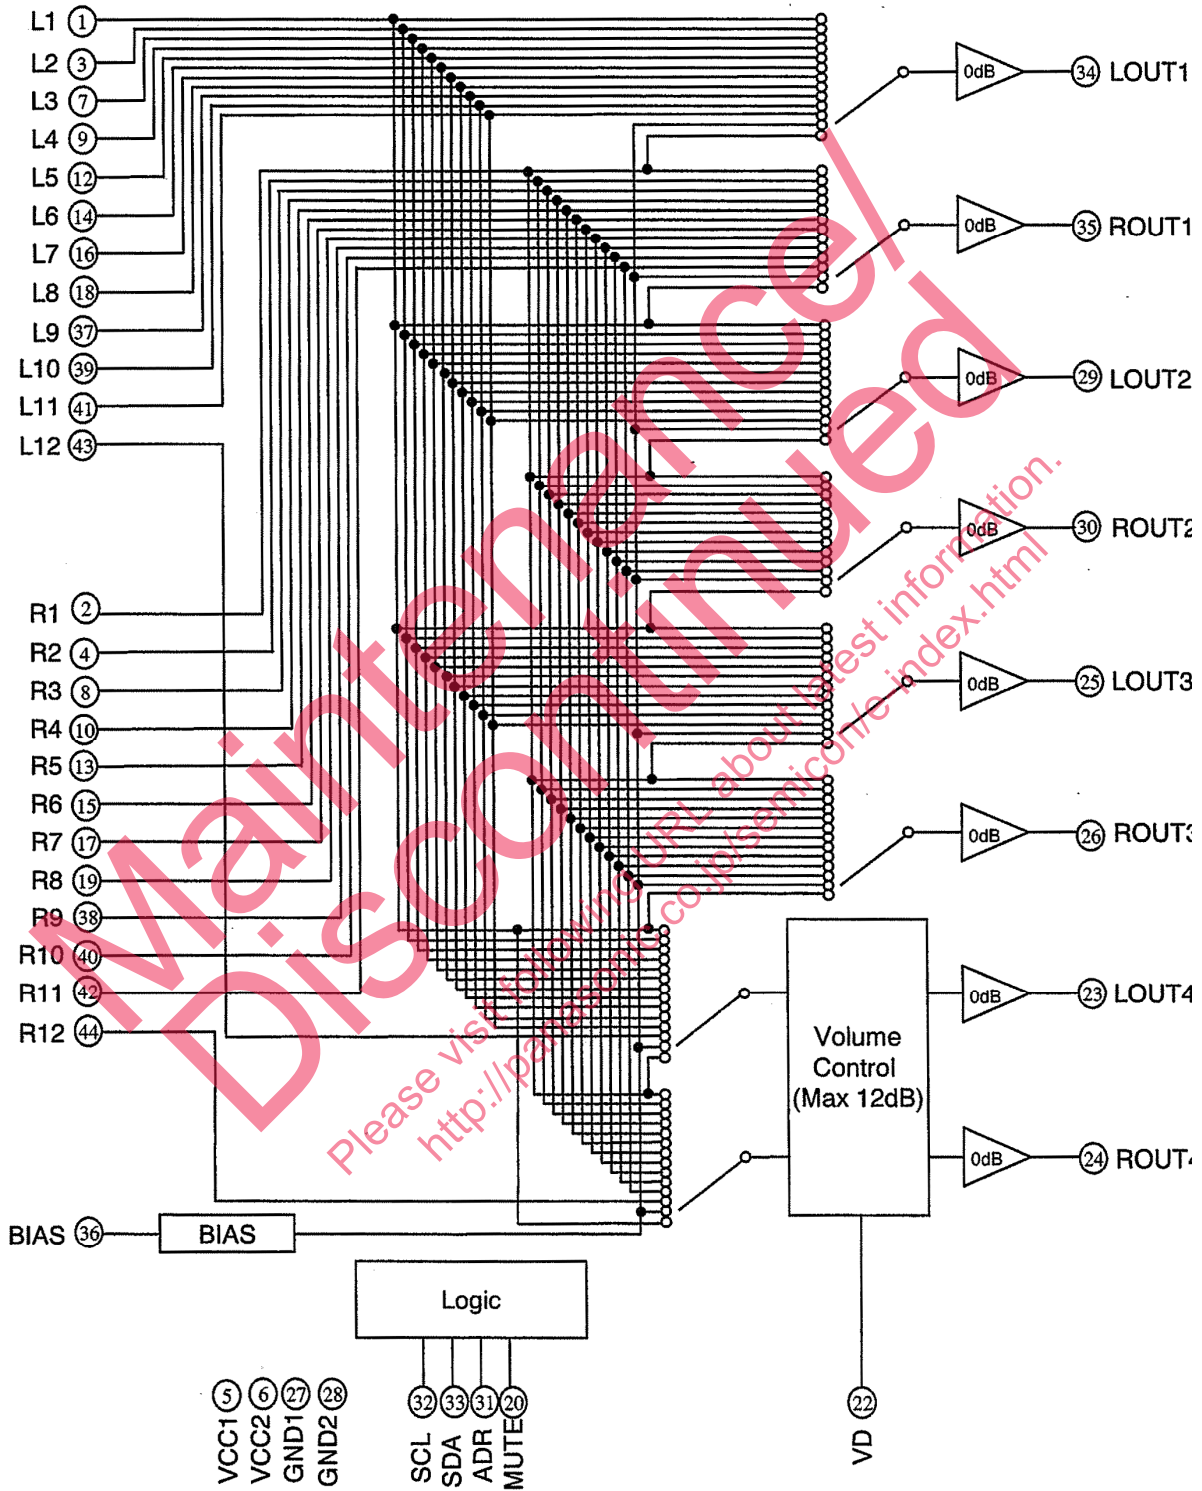 L1 1
L2 3
L3 7
L4 9
L5 12
L6 14
L7 16
L8 18
L9 37
L10 39
L11 41
L12 43
R1 2
R2 4
R3 8
R4 10
R5 13
R6 15
R7 17
R8 19
R9 38
R10 40
R11 42
R12 44
BIAS 36 BIAS
0dB 34 LOUT1
0dB 35 ROUT1
0dB 29 LOUT2
0dB 30 ROUT2
0dB 25 LOUT3
0dB 26 ROUT3
0dB 23 LOUT4
0dB 24 ROUT4
Volume
Control
(Max 12dB)
22 VD
Logic
32 SCL
33 SDA
31 ADR
20 MUTE
5 VCC1
6 VCC2
27 GND1
28 GND2
Maintenance/
Discontinued
Please visit following URL about latest information.
http://panasonic.co.jp/semicon/e-index.html